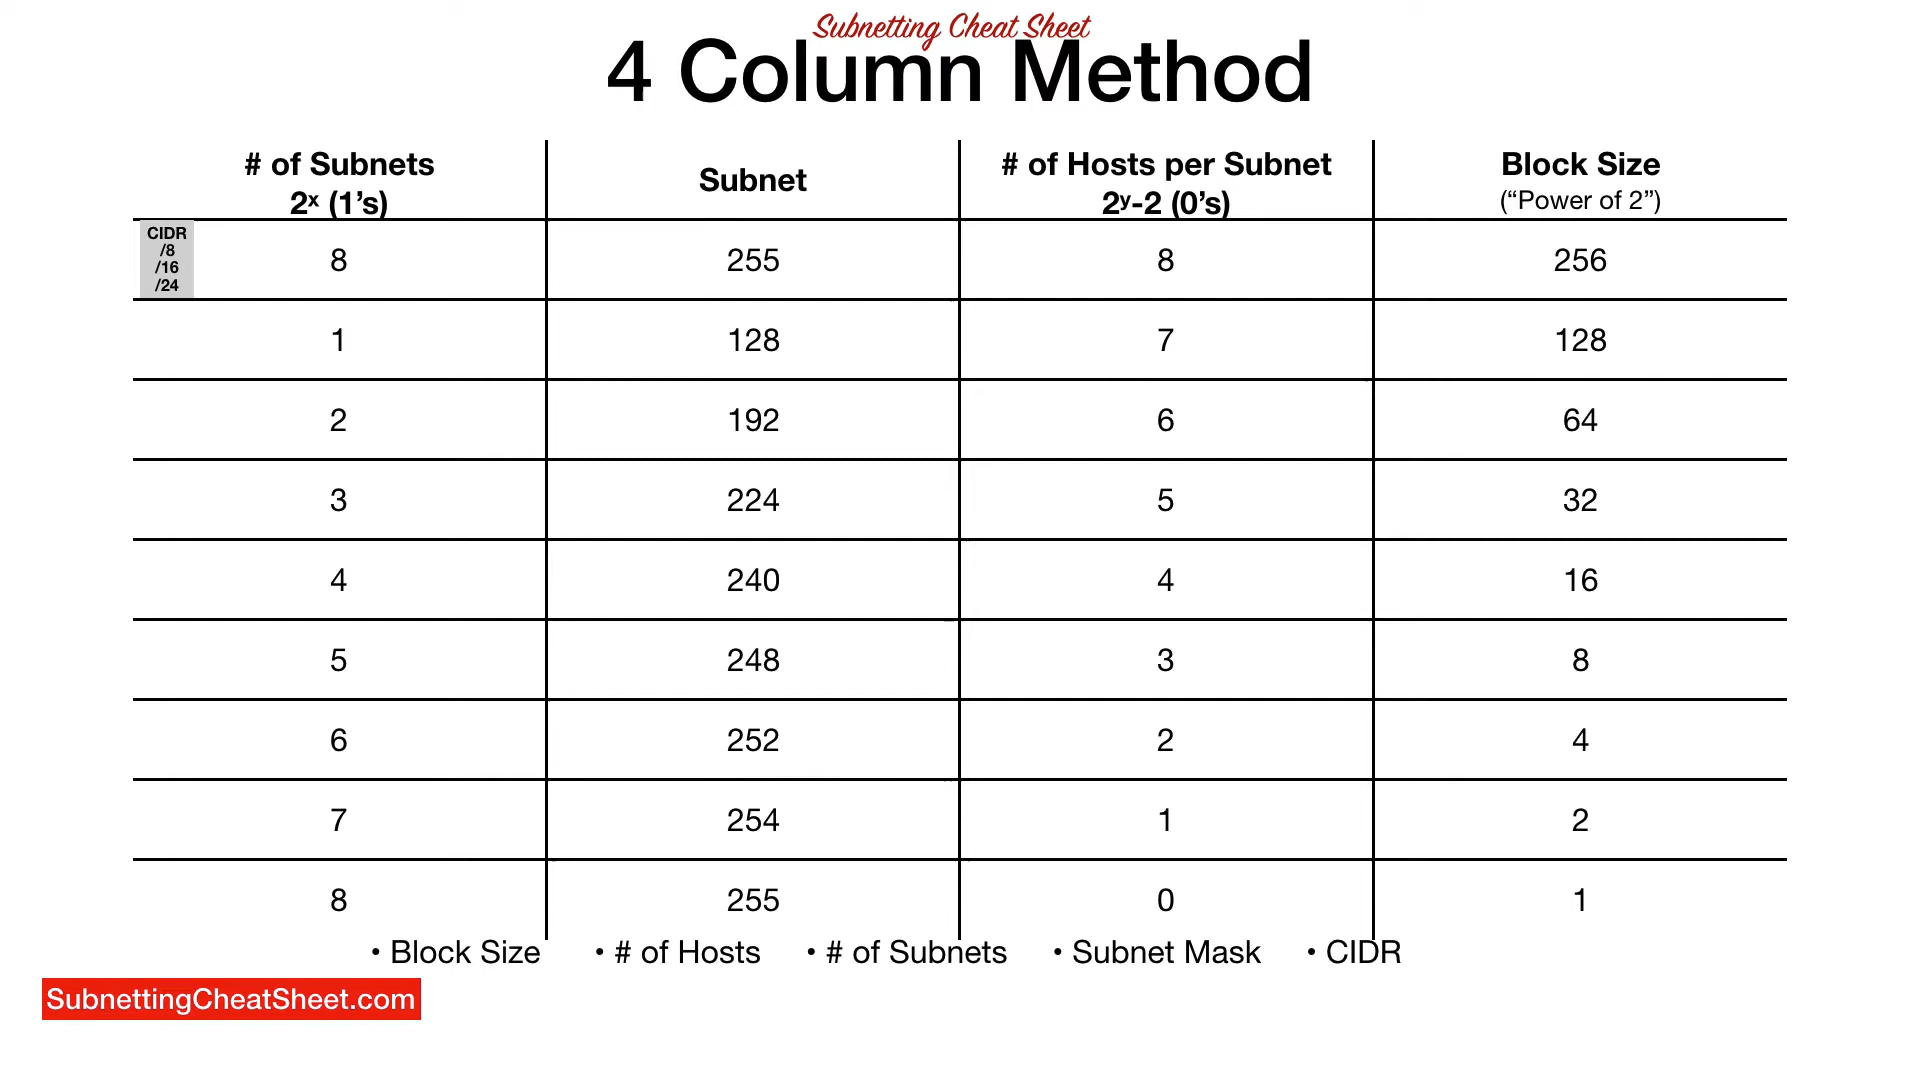 Subnetting Cheat Sheet
4 Column Method
# of Subnets
2ˣ (1’s)
Subnet
# of Hosts per Subnet
2ʸ-2 (0’s)
Block Size
(“Power of 2”)
CIDR
/8
/16
/24
8 255 8 256
1 128 7 128
2 192 6 64
3 224 5 32
4 240 4 16
5 248 3 8
6 252 2 4
7 254 1 2
8 255 0 1
• Block Size • # of Hosts • # of Subnets • Subnet Mask • CIDR
SubnettingCheatSheet.com